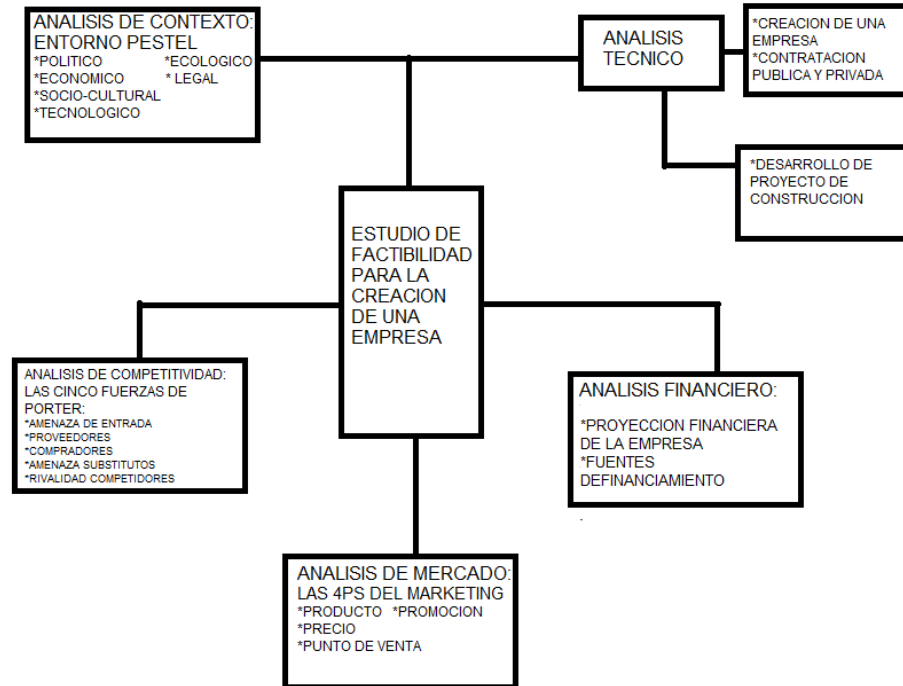 ANALISIS DE CONTEXTO:
ENTORNO PESTEL
*POLITICO *ECOLOGICO
*ECONOMICO * LEGAL
*SOCIO-CULTURAL
*TECNOLOGICO
ANALISIS
TECNICO
*CREACION DE UNA
EMPRESA
*CONTRATACION
PUBLICA Y PRIVADA
*DESARROLLO DE
PROYECTO DE
CONSTRUCCION
ESTUDIO DE
FACTIBILIDAD
PARA LA
CREACION
DE UNA
EMPRESA
ANALISIS DE COMPETITIVIDAD:
LAS CINCO FUERZAS DE
PORTER:
*AMENAZA DE ENTRADA
*PROVEEDORES
*COMPRADORES
*AMENAZA SUBSTITUTOS
*RIVALIDAD COMPETIDORES
ANALISIS FINANCIERO:
*PROYECCION FINANCIERA
DE LA EMPRESA
*FUENTES
DEFINANCIAMIENTO
.
ANALISIS DE MERCADO:
LAS 4PS DEL MARKETING
*PRODUCTO *PROMOCION
*PRECIO
*PUNTO DE VENTA